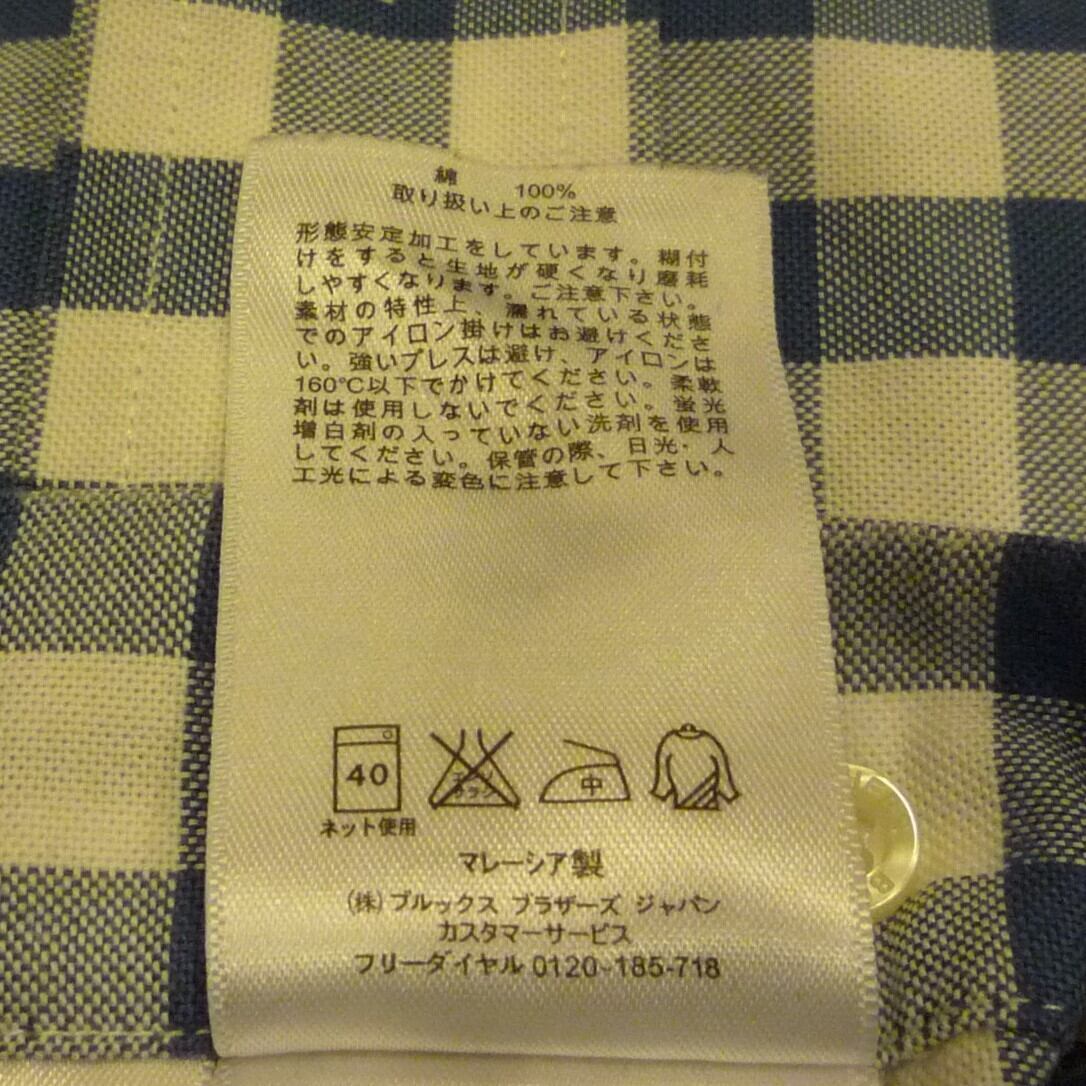 綿 100%
取り扱い上のご注意
形態安定加工をしています。糊付
けをすると生地が硬くなり磨耗
しやすくなります。ご注意下さい。
素材の特性上、濡れている状態
でのアイロン掛けはお避けくださ
い。強いプレスは避け、アイロンは
160℃以下でかけてください。柔軟
剤は使用しないでください。蛍光
増白剤の入っていない洗剤を使用
してください。保管の際、日光・人
工光による変色に注意して下さい。
40
中
ネット使用
マレーシア製
(株)ブルックス ブラザーズ ジャパン
カスタマーサービス
フリーダイヤル 0120-185-718